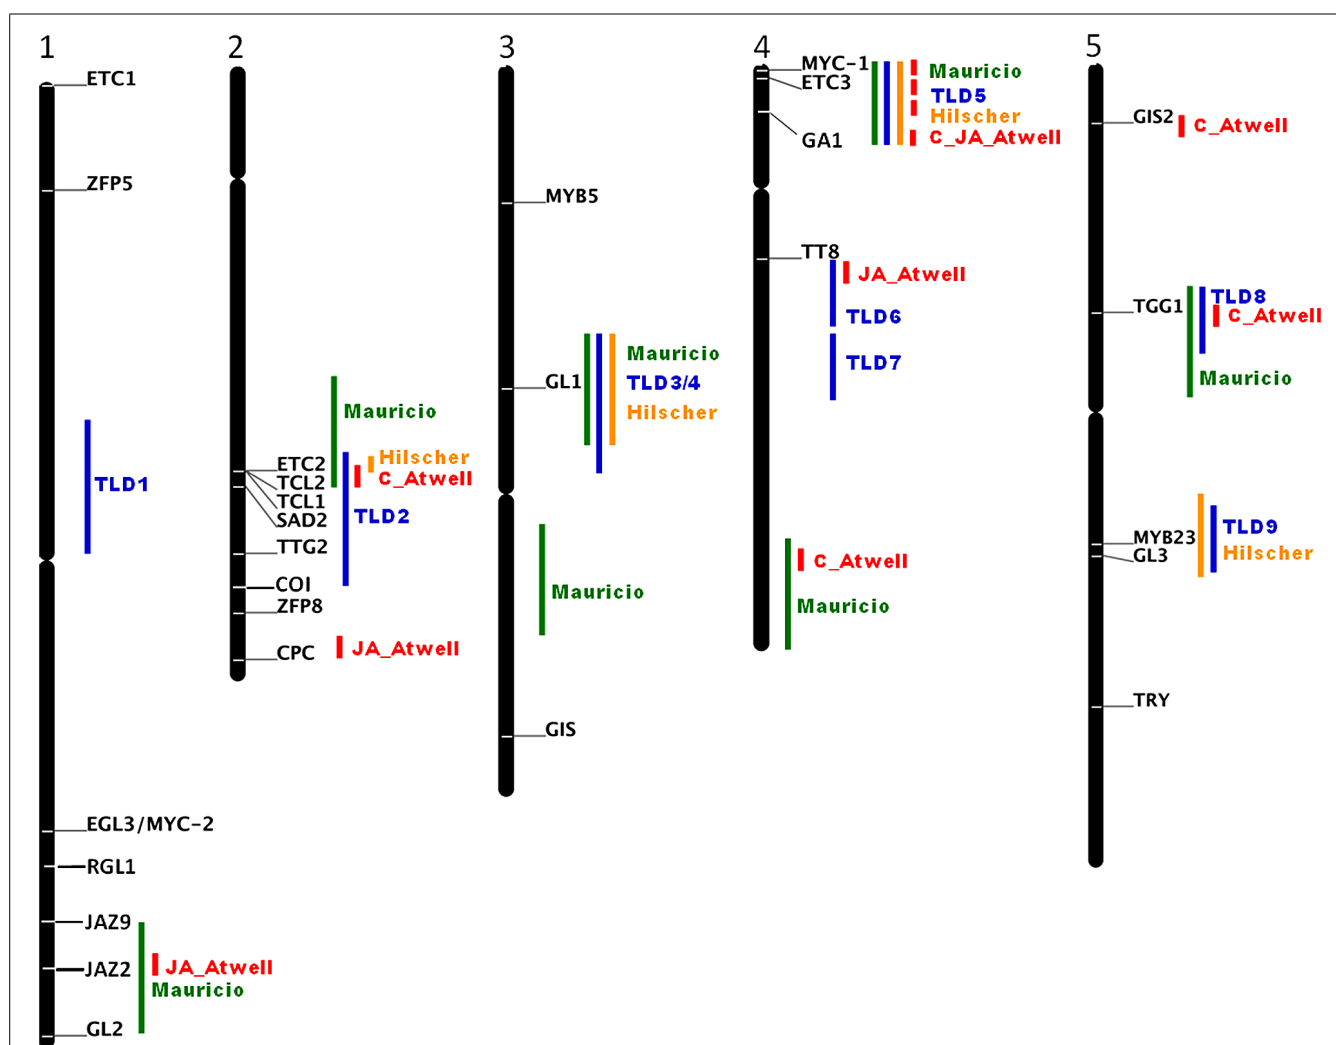 1
ETC1
ZFP5
TLD1
EGL3/MYC-2
RGL1
JAZ9
JAZ2
JA_Atwell
Mauricio
GL2
2
Mauricio
ETC2
Hilscher
TCL2
C_Atwell
TCL1
SAD2
TLD2
TTG2
COI
ZFP8
CPC
JA_Atwell
3
MYB5
GL1
Mauricio
TLD3/4
Hilscher
Mauricio
GIS
4
MYC-1
ETC3
GA1
Mauricio
TLD5
Hilscher
C_JA_Atwell
TT8
JA_Atwell
TLD6
TLD7
C_Atwell
Mauricio
5
GIS2
C_Atwell
TGG1
TLD8
C_Atwell
Mauricio
MYB23
GL3
TLD9
Hilscher
TRY